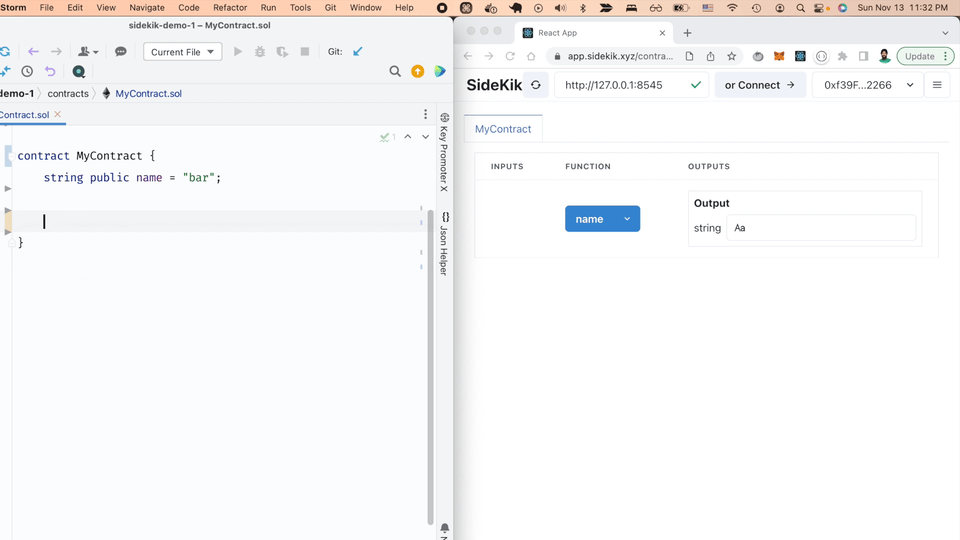 Storm File Edit View Navigate Code Refactor Run Tools Git Window Help Sun Nov 13 11:32 PM
sidekik-demo-1 – MyContract.sol
Current File Git:
demo-1 contracts MyContract.sol
Contract.sol
1
contract MyContract {
string public name = "bar";
}
Key Promoter X
{} Json Helper
React App
app.sidekik.xyz/contra... Update
SideKik http://127.0.0.1:8545 or Connect → 0xf39F...2266
MyContract
INPUTS FUNCTION OUTPUTS
name
Output
string Aa